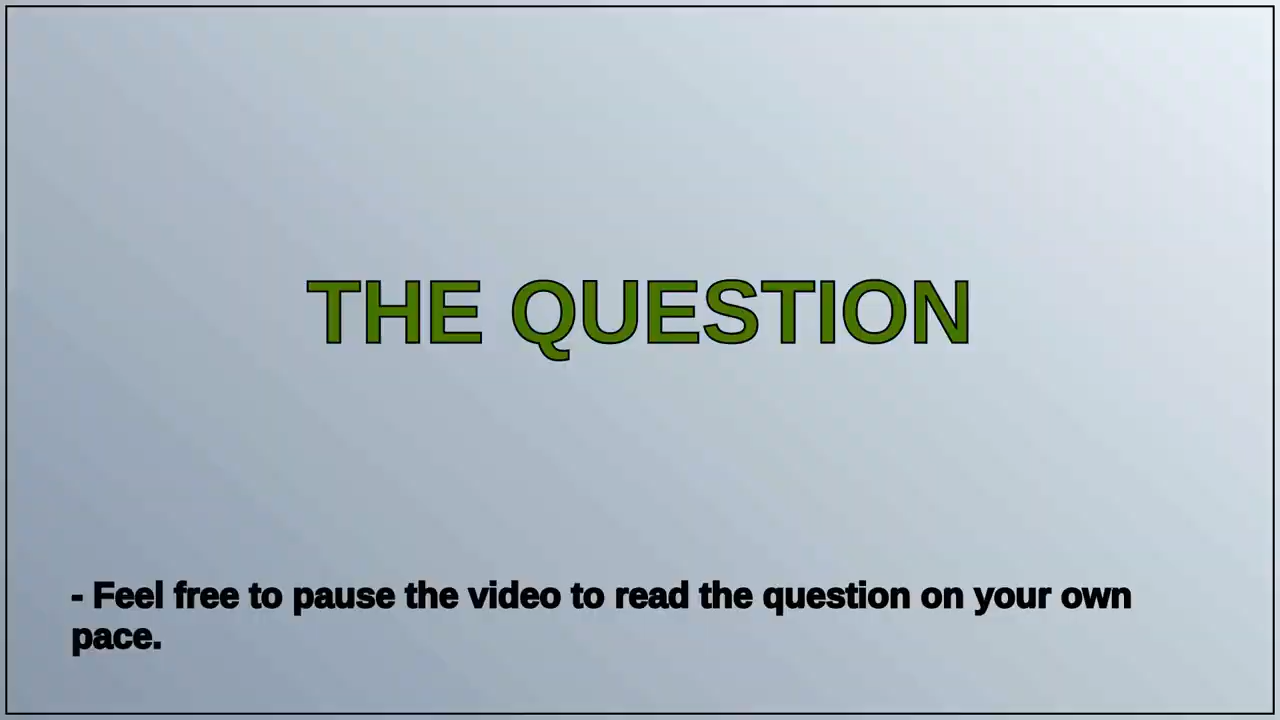 THE QUESTION
- Feel free to pause the video to read the question on your own
pace.